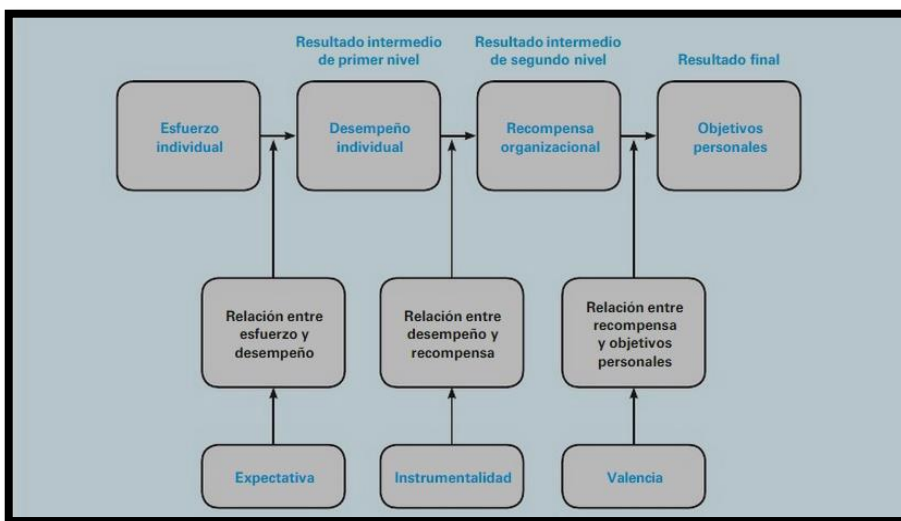 Resultado intermedio
de primer nivel
Resultado intermedio
de segundo nivel
Resultado final
Esfuerzo
individual
Desempeño
individual
Recompensa
organizacional
Objetivos
personales
Relación entre
esfuerzo y
desempeño
Relación entre
desempeño y
recompensa
Relación entre
recompensa
y objetivos
personales
Expectativa
Instrumentalidad
Valencia